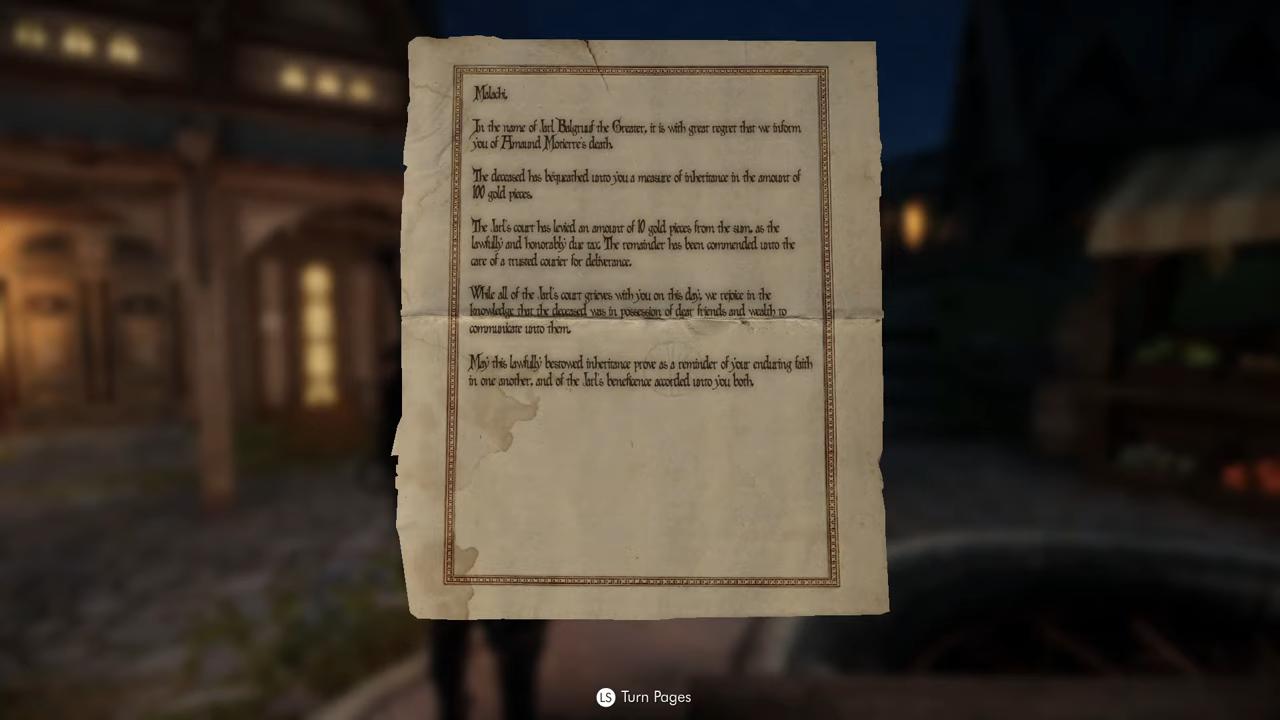 Malachi,
In the name of Jarl Balgruuf the Greater, it is with great regret that we inform
you of Amaund Motierre's death.
The deceased has bequeathed unto you a measure of inheritance in the amount of
100 gold pieces.
The Jarl's court has levied an amount of 10 gold pieces from the sum, as the
lawfully and honorably due tax. The remainder has been commended unto the
care of a trusted courier for deliverance.
While all of the Jarl's court grieves with you on this day, we rejoice in the
knowledge that the deceased was in possession of dear friends and wealth to
communicate unto them.
May this lawfully bestowed inheritance prove as a reminder of your enduring faith
in one another, and of the Jarl's beneficence accorded unto you both.
LS Turn Pages